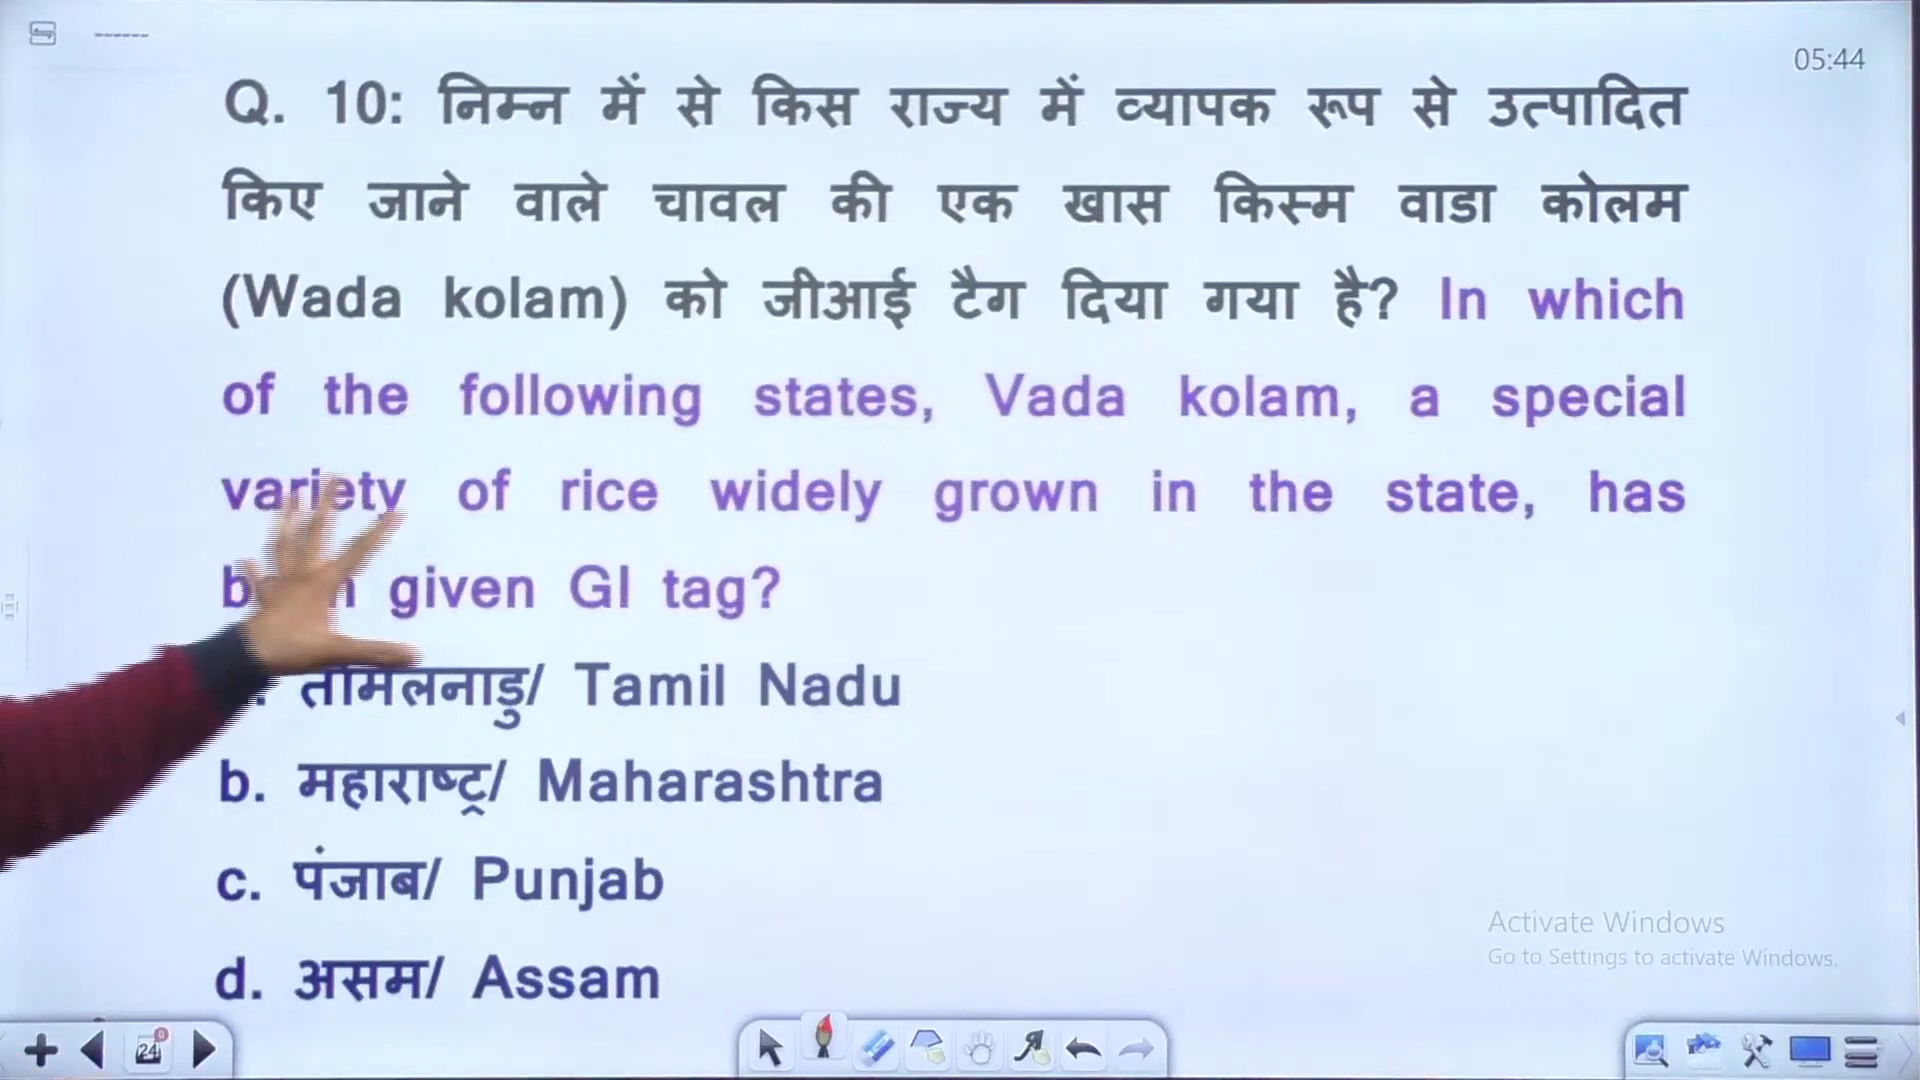 ------
05:44
Q. 10: निम्न में से किस राज्य में व्यापक रूप से उत्पादित
किए जाने वाले चावल की एक खास किस्म वाडा कोलम
(Wada kolam) को जीआई टैग दिया गया है? In which
of the following states, Vada kolam, a special
variety of rice widely grown in the state, has
given GI tag?
तमिलनाडु/ Tamil Nadu
b. महाराष्ट्र/ Maharashtra
c. पंजाब/ Punjab
d. असम/ Assam
Activate Windows
Go to Settings to activate Windows.
24